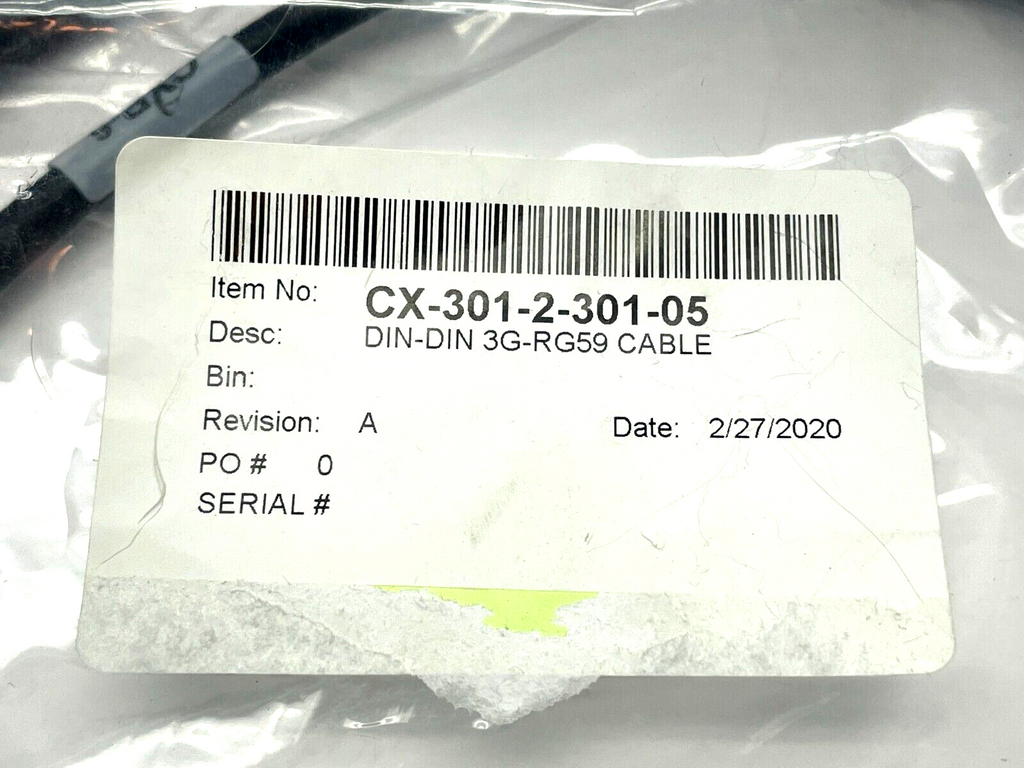 Item No: CX-301-2-301-05
Desc: DIN-DIN 3G-RG59 CABLE
Bin:
Revision: A Date: 2/27/2020
PO # 0
SERIAL #